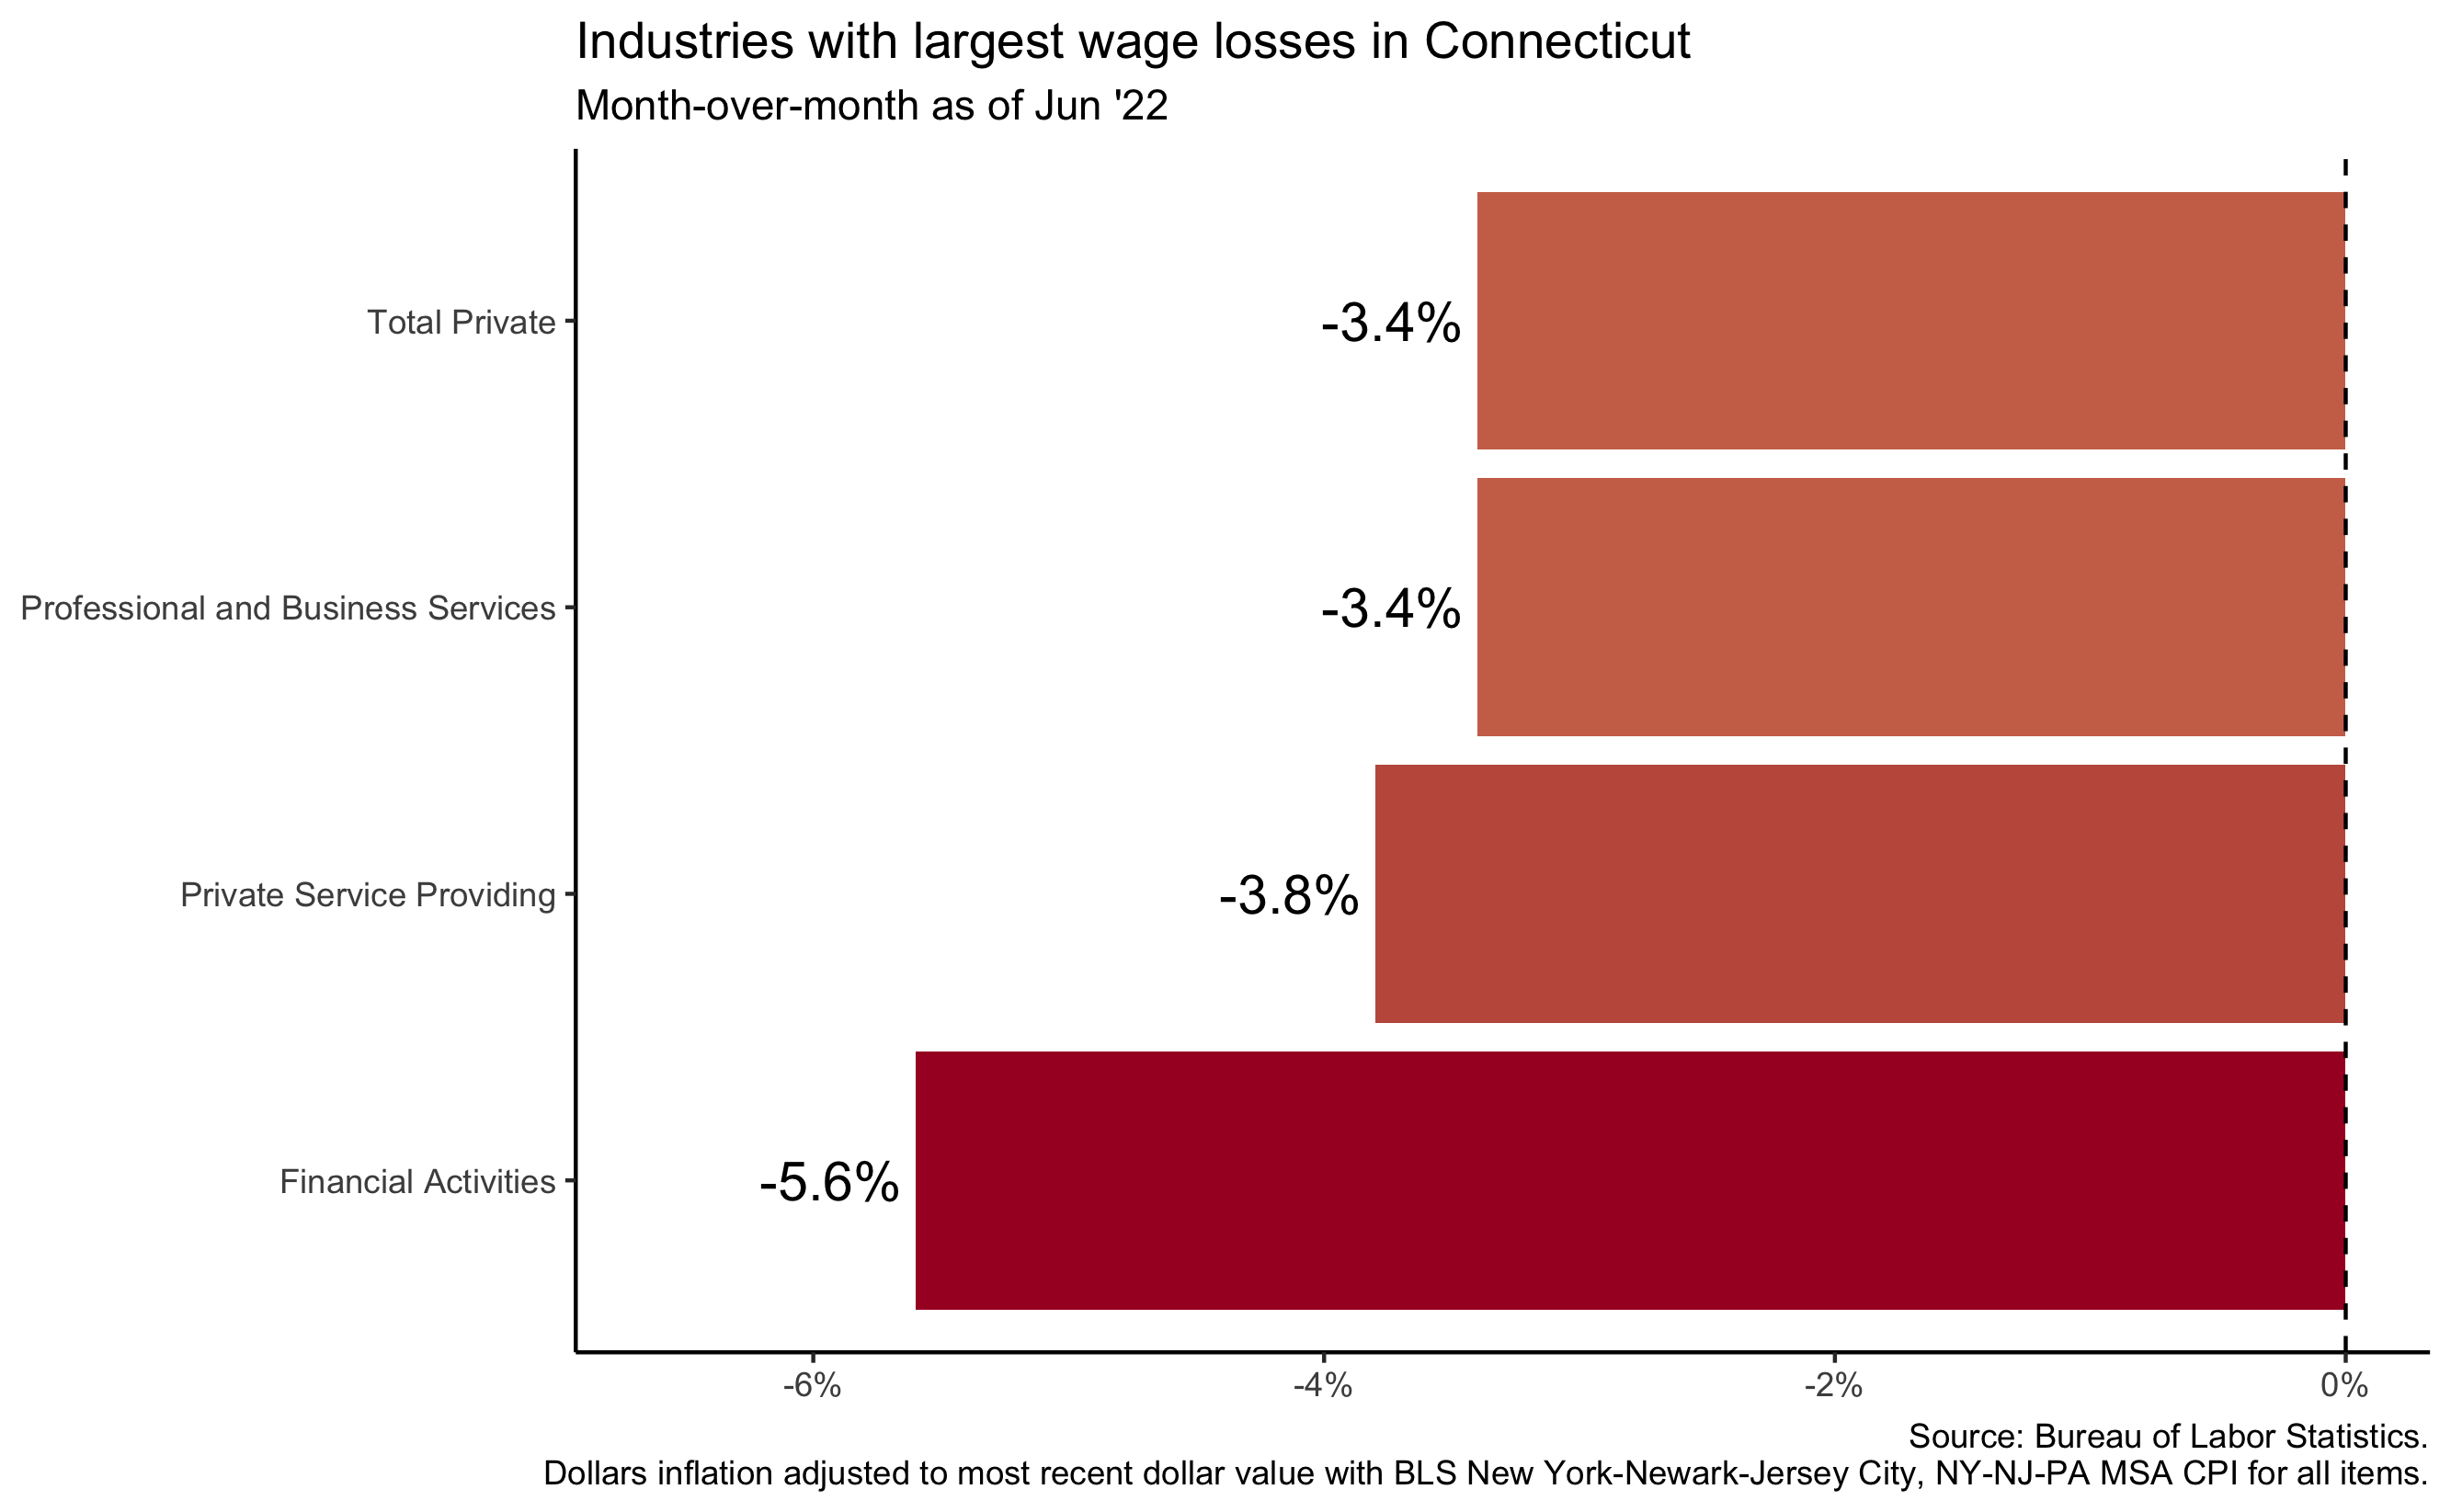 Industries with largest wage losses in Connecticut
Month-over-month as of Jun '22
Total Private
-3.4%
Professional and Business Services
-3.4%
Private Service Providing
-3.8%
Financial Activities
-5.6%
-6%
-4%
-2%
0%
Source: Bureau of Labor Statistics.
Dollars inflation adjusted to most recent dollar value with BLS New York-Newark-Jersey City, NY-NJ-PA MSA CPI for all items.